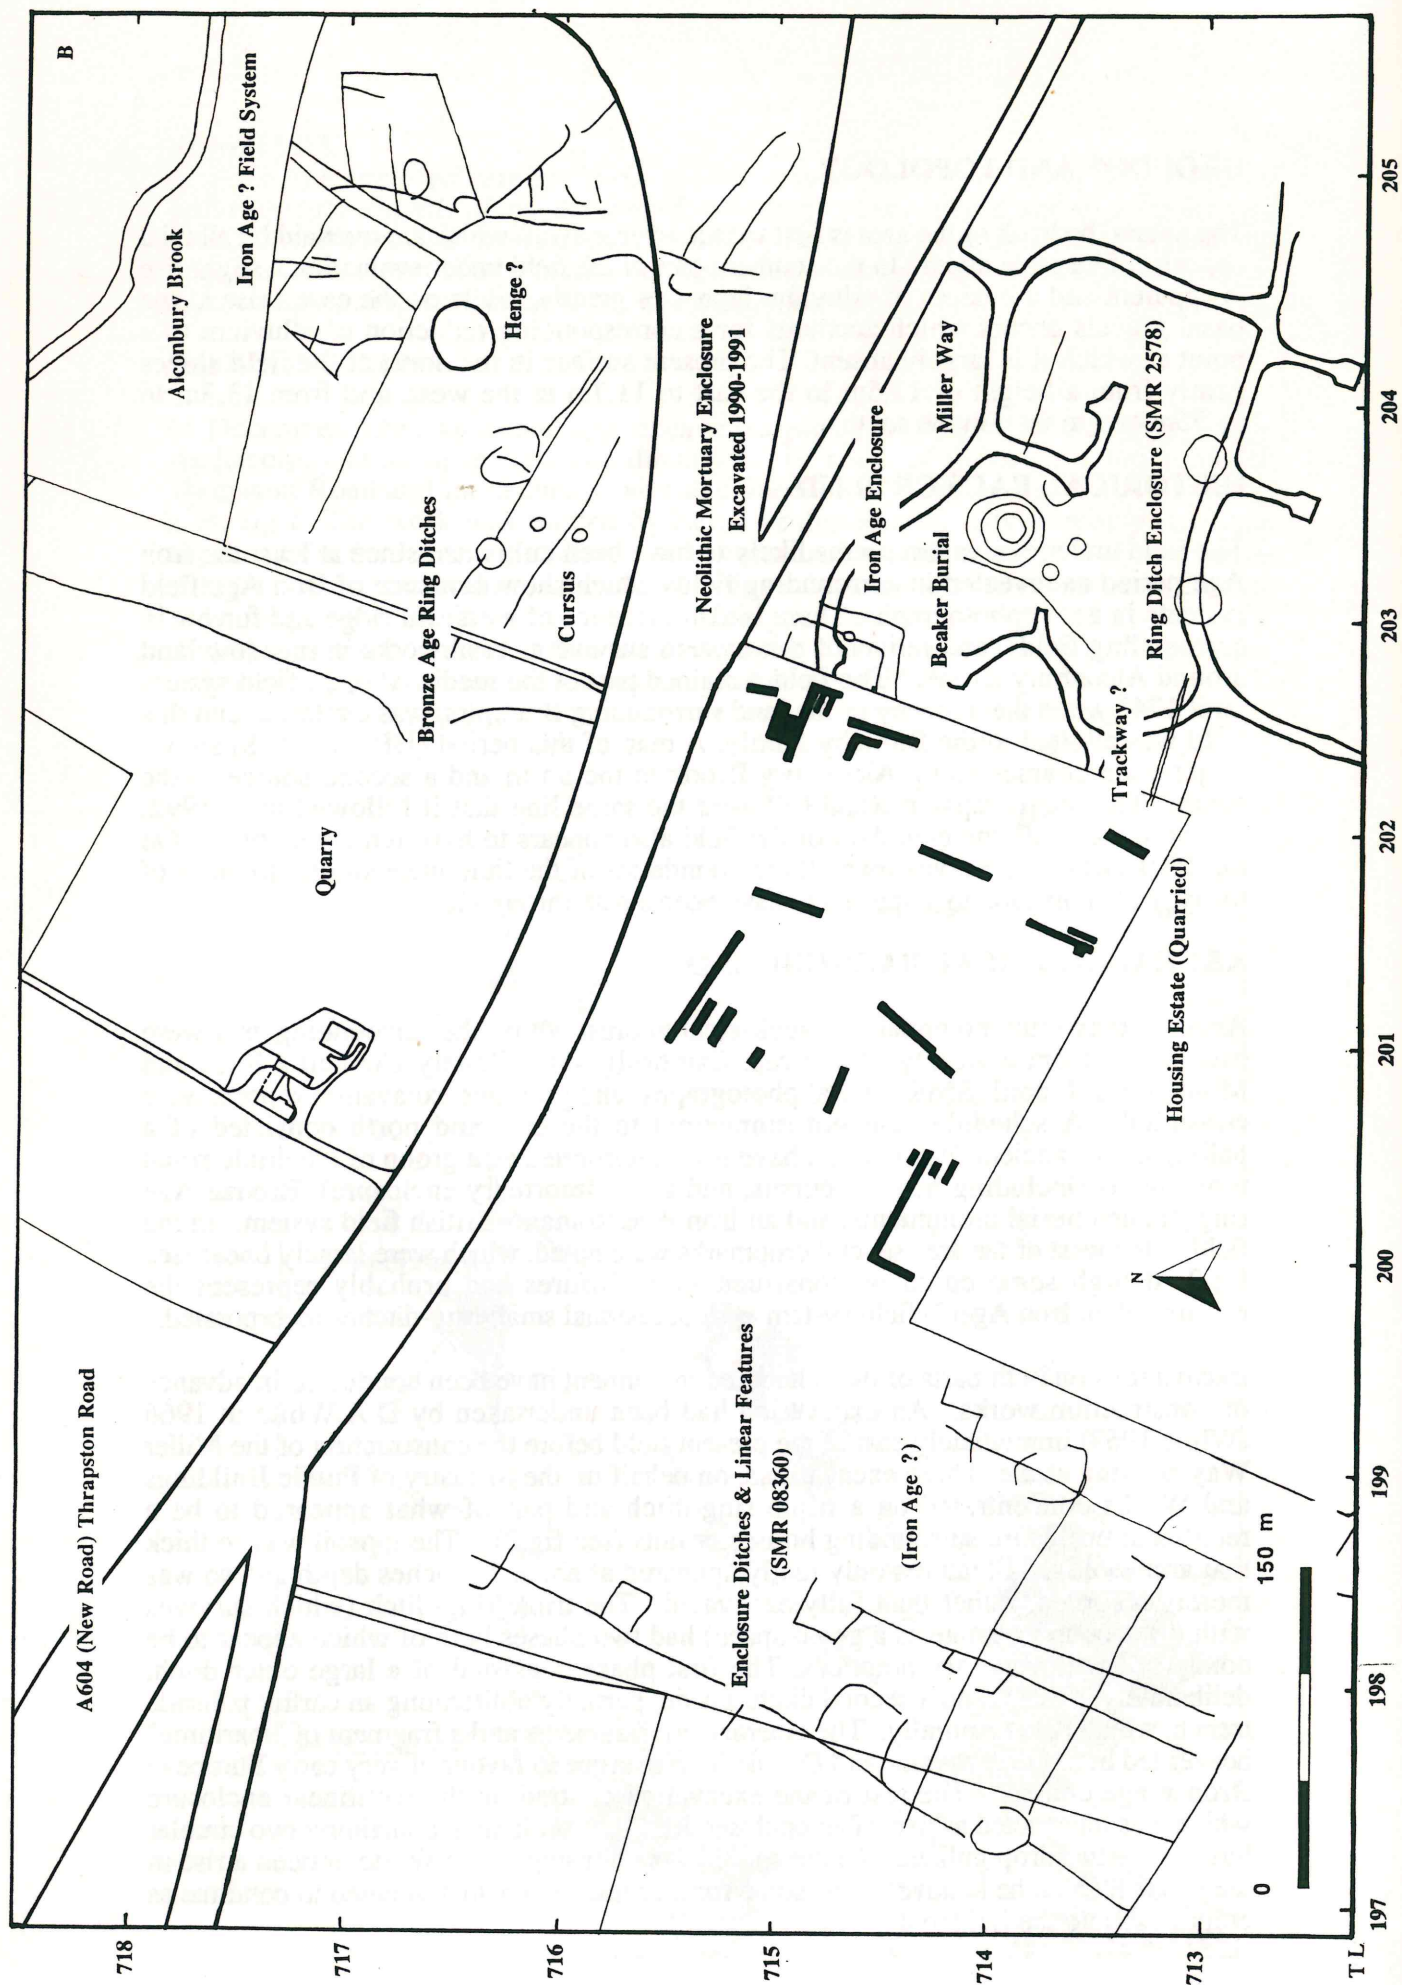 B
Alconbury Brook
Iron Age ? Field System
Henge ?
A604 (New Road) Thrapston Road
Quarry
Bronze Age Ring Ditches
Cursus
Neolithic Mortuary Enclosure
Excavated 1990-1991
Iron Age Enclosure
Miller Way
Beaker Burial
Ring Ditch Enclosure (SMR 2578)
Trackway ?
Housing Estate (Quarried)
Enclosure Ditches & Linear Features
(SMR 08360)
(Iron Age ?)
N
0 150 m
718
717
716
715
714
713
TL
197 198 199 200 201 202 203 204 205